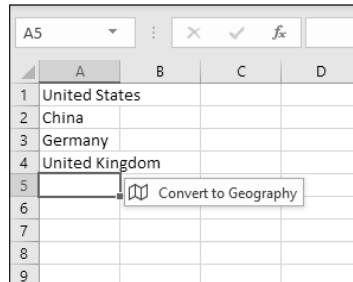 A5 fx
A B C D
1 United States
2 China
3 Germany
4 United Kingdom
5 Convert to Geography
6
7
8
9